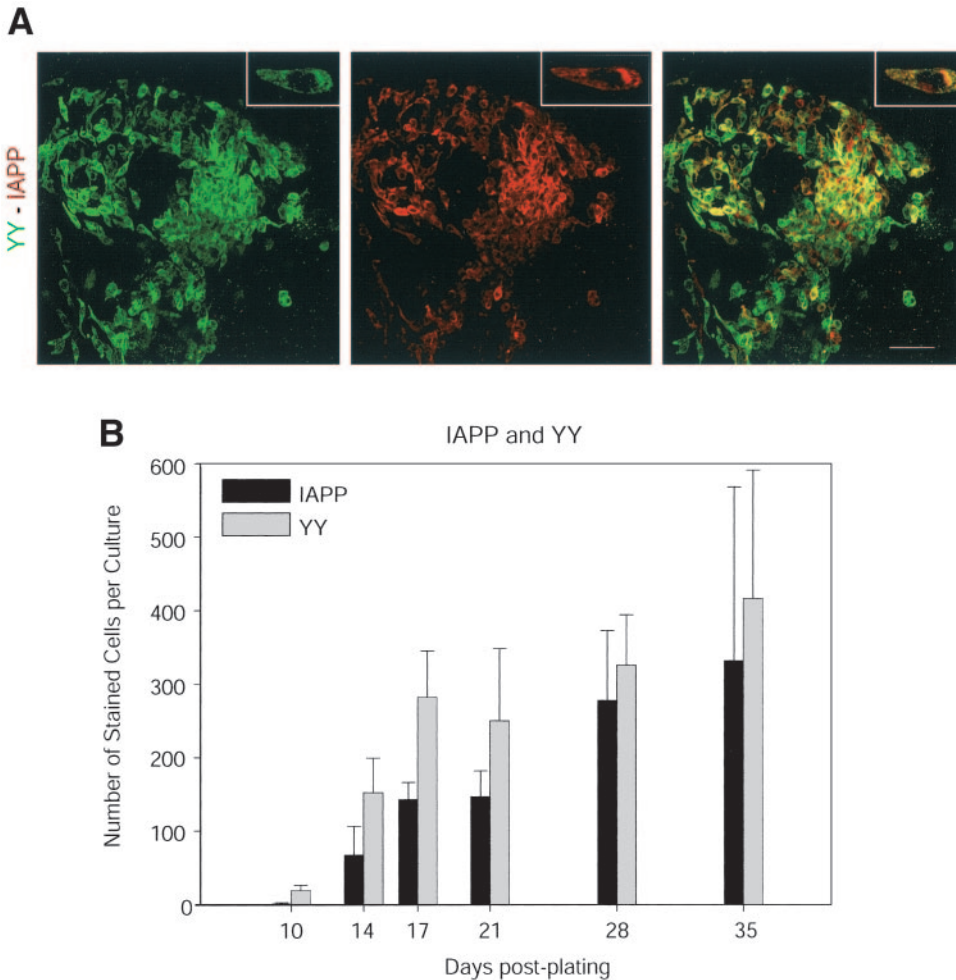 A
YY - IAPP
B
IAPP and YY
IAPP
YY
Number of Stained Cells per Culture
600
500
400
300
200
100
0
10 14 17 21 28 35
Days post-plating